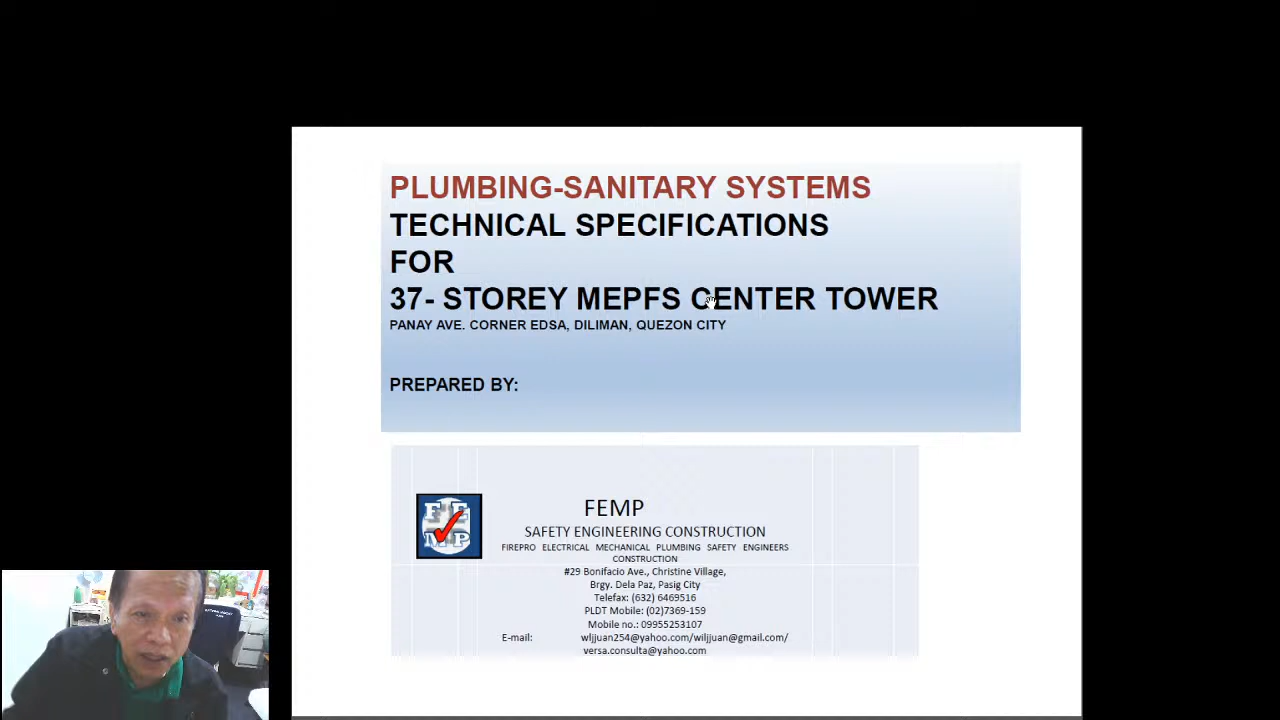 PLUMBING-SANITARY SYSTEMS
TECHNICAL SPECIFICATIONS
FOR
37- STOREY MEPFS CENTER TOWER
PANAY AVE. CORNER EDSA, DILIMAN, QUEZON CITY
PREPARED BY:
F E
M P
FEMP
SAFETY ENGINEERING CONSTRUCTION
FIREPRO ELECTRICAL MECHANICAL PLUMBING SAFETY ENGINEERS
CONSTRUCTION
#29 Bonifacio Ave., Christine Village,
Brgy. Dela Paz, Pasig City
Telefax: (632) 6469516
PLDT Mobile: (02)7369-159
Mobile no.: 09955253107
E-mail: wljjuan254@yahoo.com/wiljjuan@gmail.com/
versa.consulta@yahoo.com